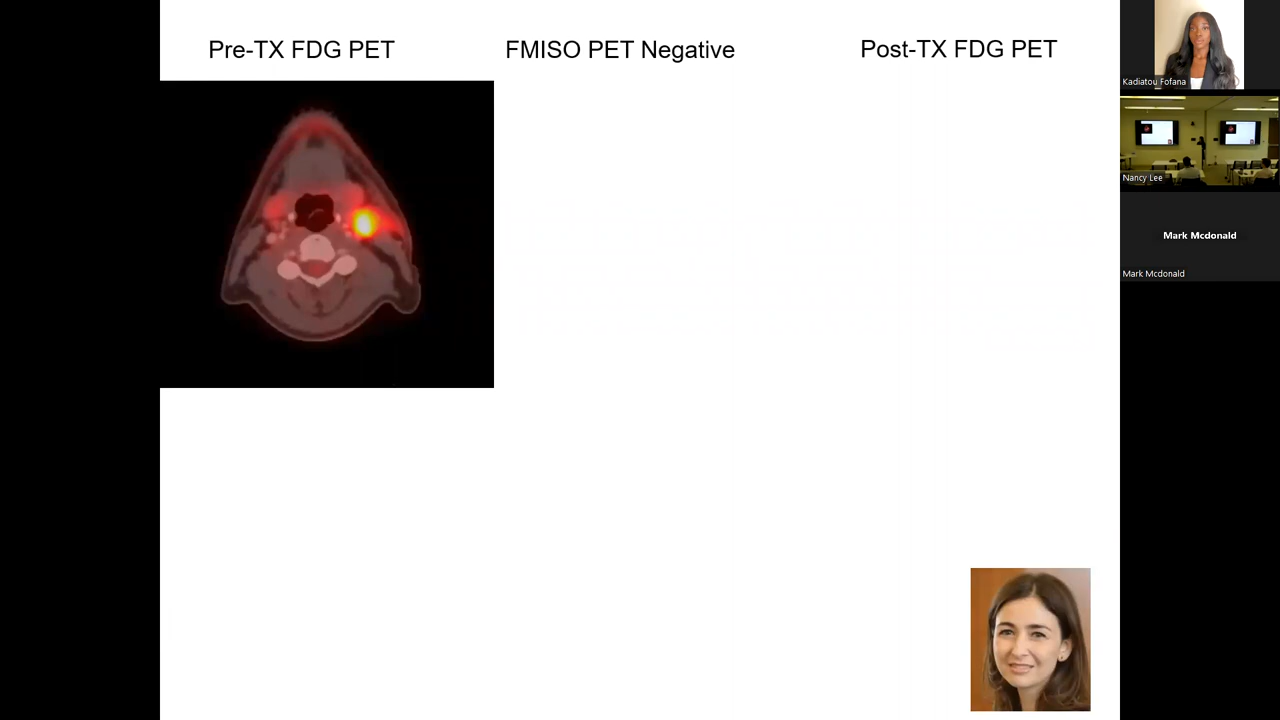 Pre-TX FDG PET
FMISO PET Negative
Post-TX FDG PET
Kadiatou Fofana
Nancy Lee
Mark Mcdonald
Mark Mcdonald